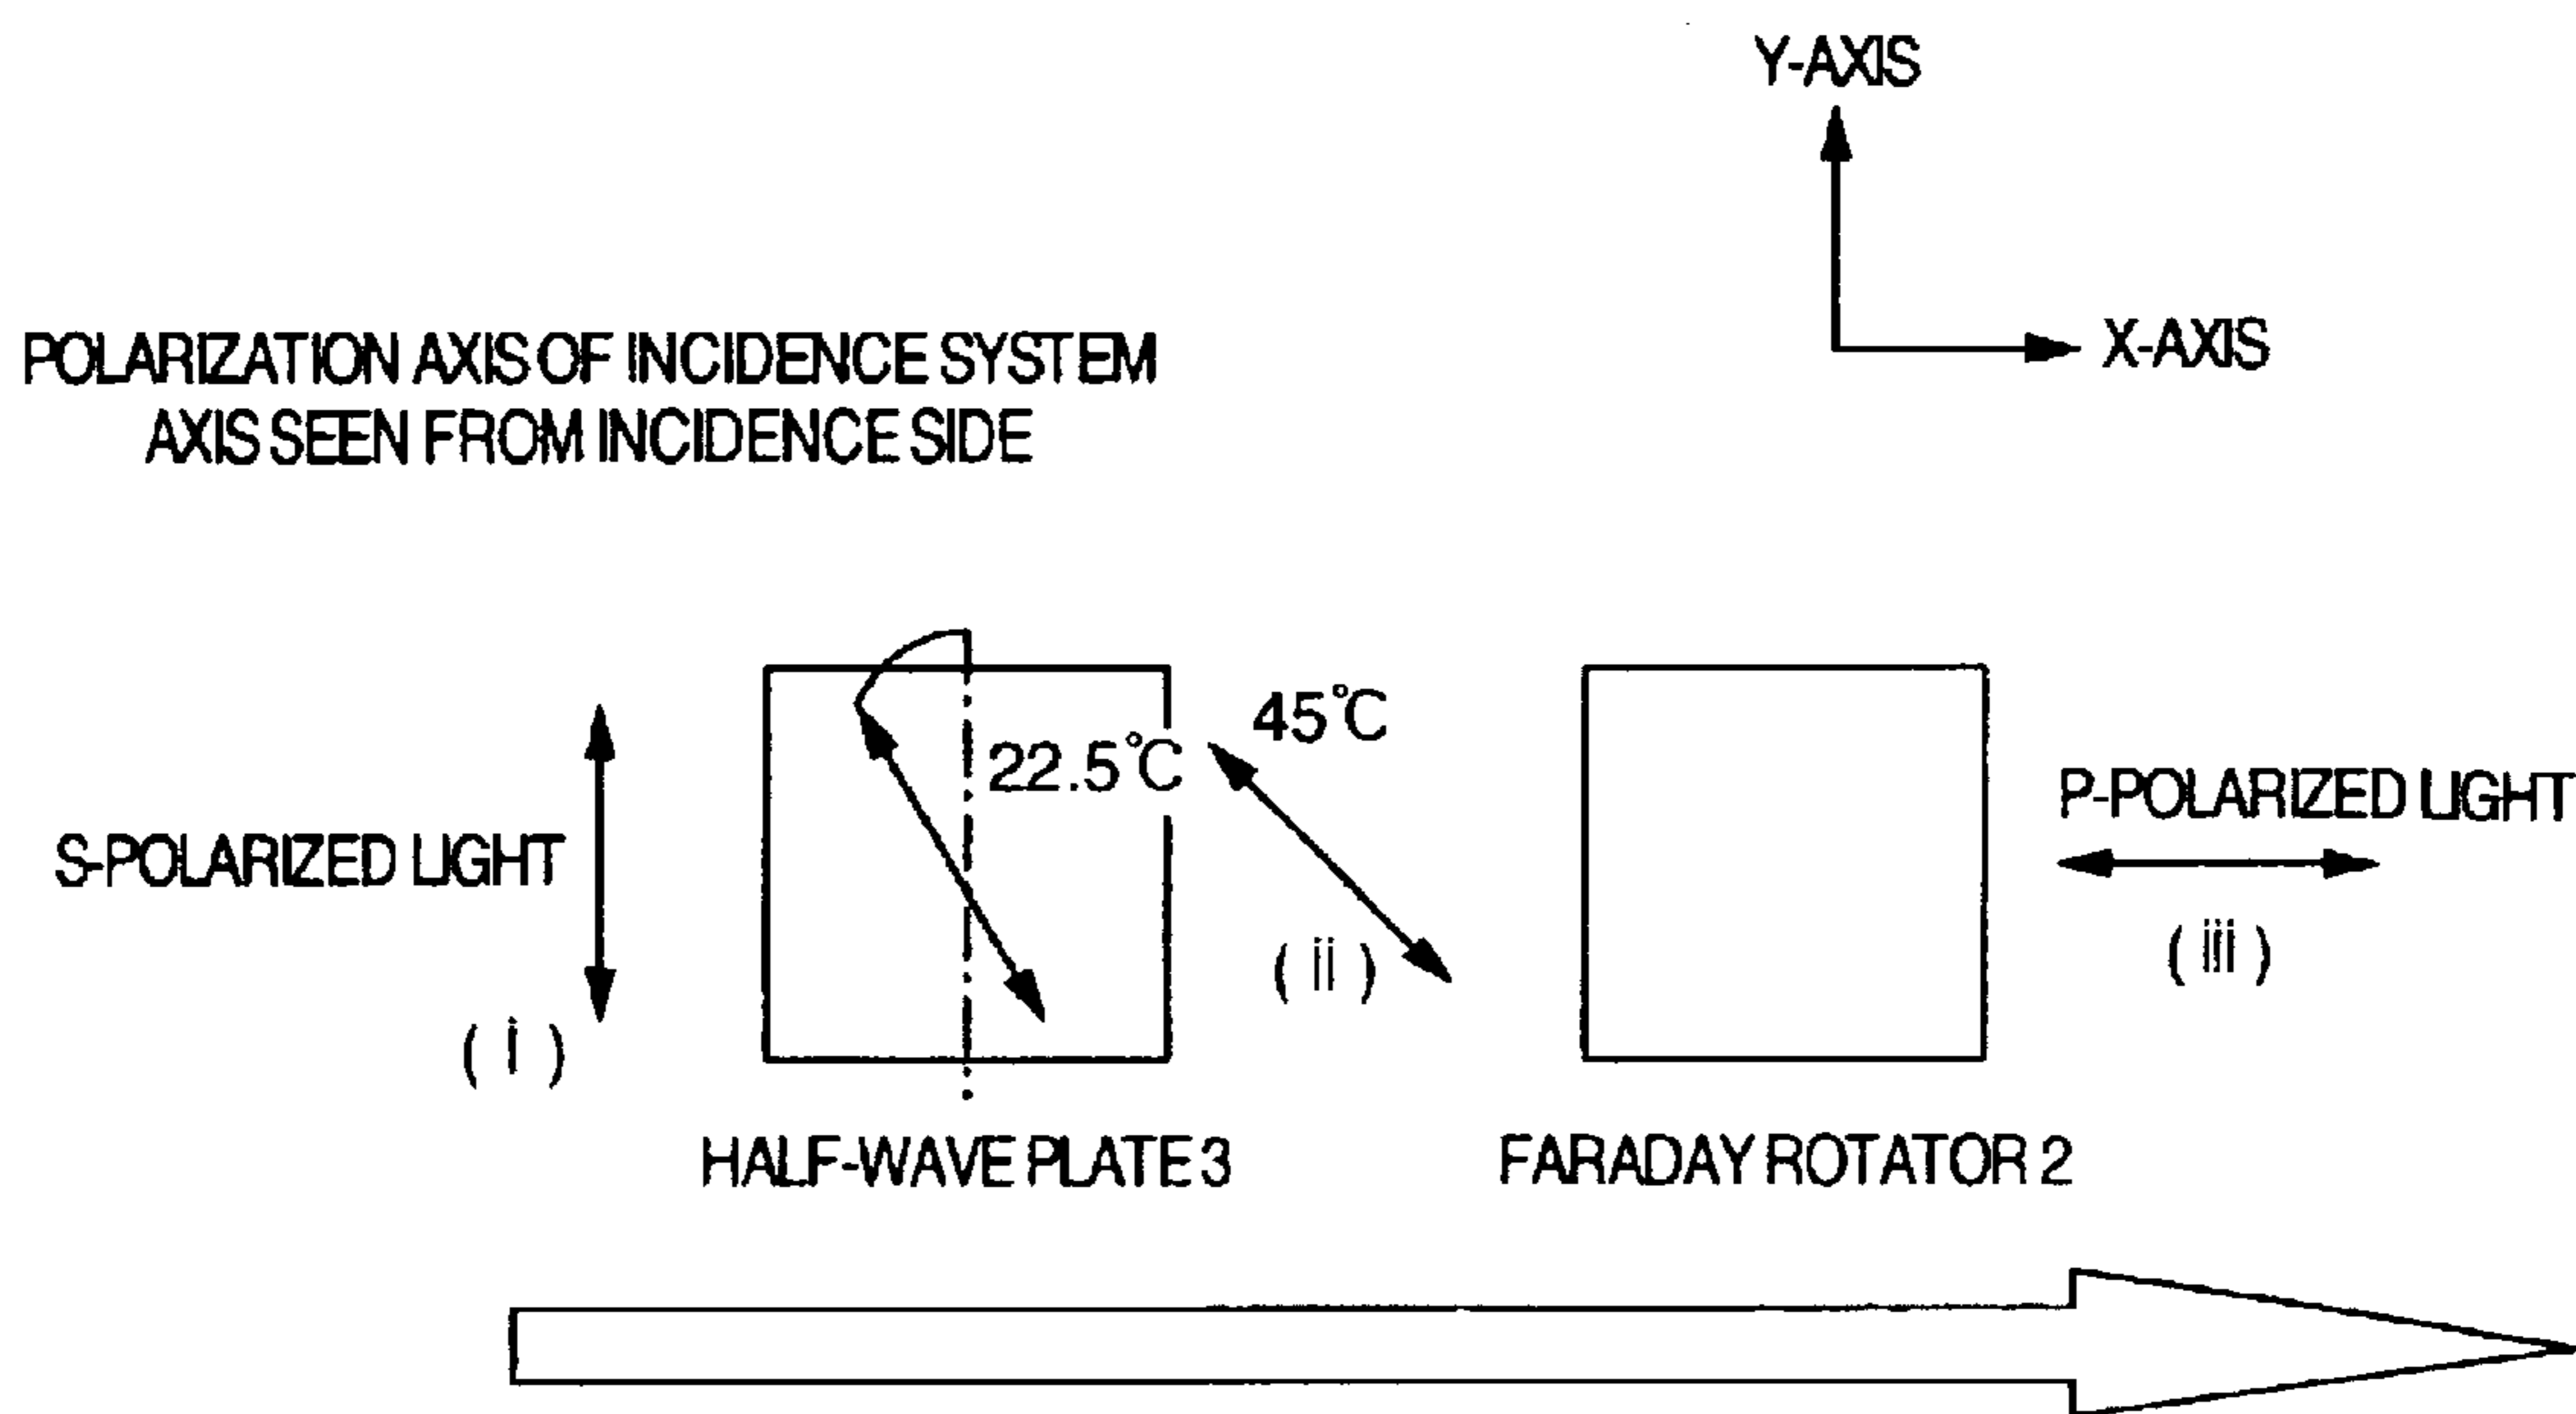 Y-AXIS
X-AXIS
POLARIZATION AXIS OF INCIDENCE SYSTEM
AXIS SEEN FROM INCIDENCE SIDE
45°C
22.5°C
S-POLARIZED LIGHT
P-POLARIZED LIGHT
( i )
( ii )
( iii )
HALF-WAVE PLATE 3
FARADAY ROTATOR 2